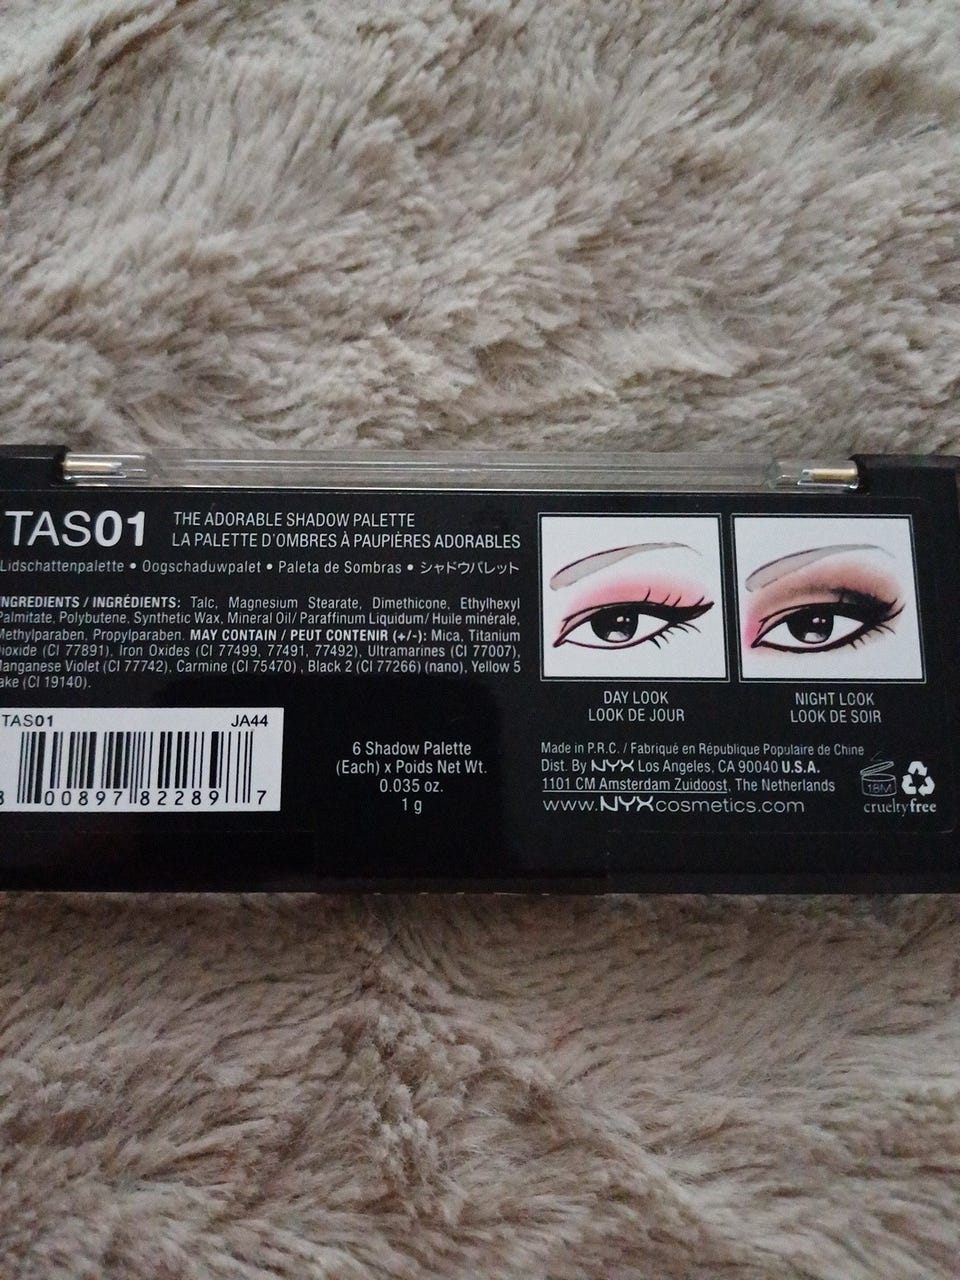 TAS01
THE ADORABLE SHADOW PALETTE
LA PALETTE D'OMBRES À PAUPIÈRES ADORABLES
Lidschattenpalette • Oogschaduwpalet • Paleta de Sombras • シャドウパレット
NGREDIENTS / INGRÉDIENTS: Talc, Magnesium Stearate, Dimethicone, Ethylhexyl
Palmitate, Polybutene, Synthetic Wax, Mineral Oil/ Paraffinum Liquidum/ Huile minérale,
Methylparaben, Propylparaben. MAY CONTAIN / PEUT CONTENIR (+/-): Mica, Titanium
ioxide (CI 77891), Iron Oxides (CI 77499, 77491, 77492), Ultramarines (CI 77007),
Manganese Violet (CI 77742), Carmine (CI 75470) , Black 2 (CI 77266) (nano), Yellow 5
ake (CI 19140).
TAS01 JA44
8 00897 82289 7
6 Shadow Palette
(Each) x Poids Net Wt.
0.035 oz.
1 g
DAY LOOK
LOOK DE JOUR
NIGHT LOOK
LOOK DE SOIR
Made in P.R.C. / Fabriqué en République Populaire de Chine
Dist. By NYX Los Angeles, CA 90040 U.S.A.
1101 CM Amsterdam Zuidoost, The Netherlands
www.NYXcosmetics.com
18M
crueltyfree